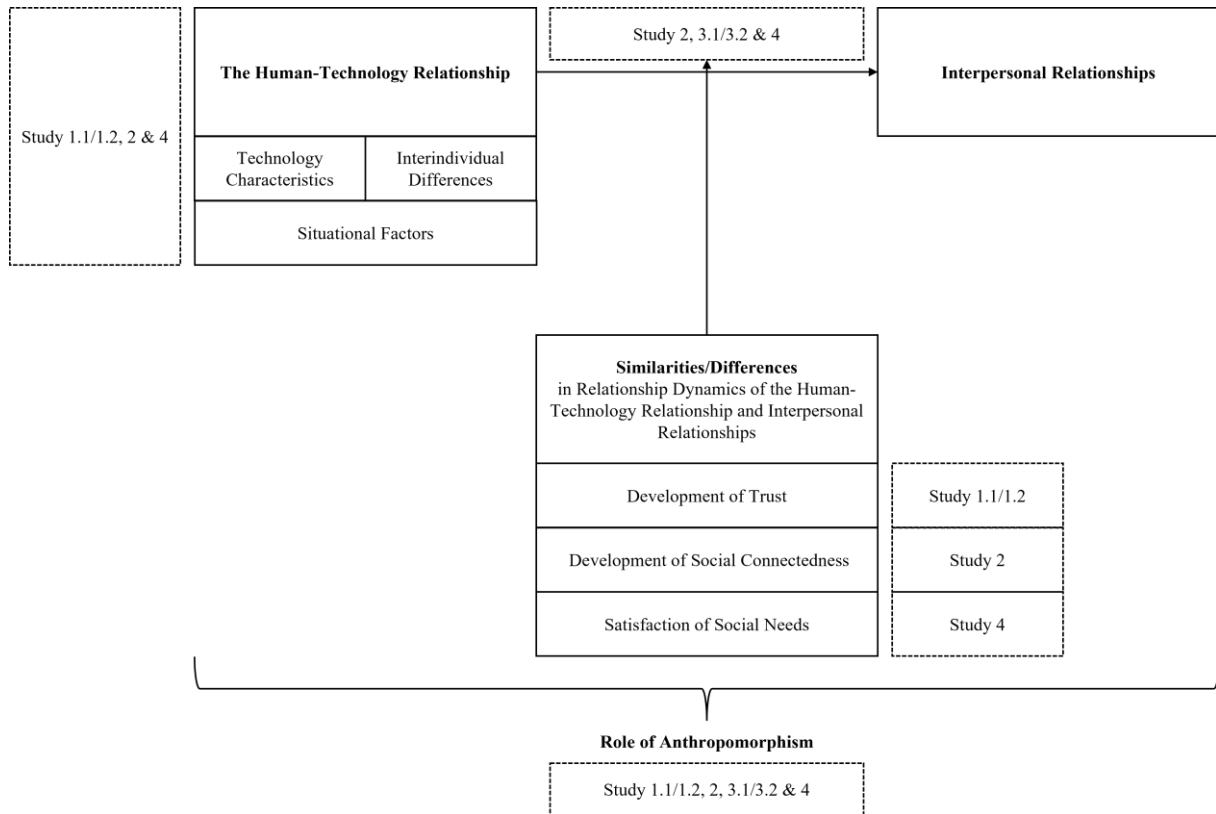 Study 2, 3.1/3.2 & 4
Study 1.1/1.2, 2 & 4
The Human-Technology Relationship
Interpersonal Relationships
Technology
Characteristics
Interindividual
Differences
Situational Factors
Similarities/Differences
in Relationship Dynamics of the Human-
Technology Relationship and Interpersonal
Relationships
Development of Trust
Study 1.1/1.2
Development of Social Connectedness
Study 2
Satisfaction of Social Needs
Study 4
Role of Anthropomorphism
Study 1.1/1.2, 2, 3.1/3.2 & 4